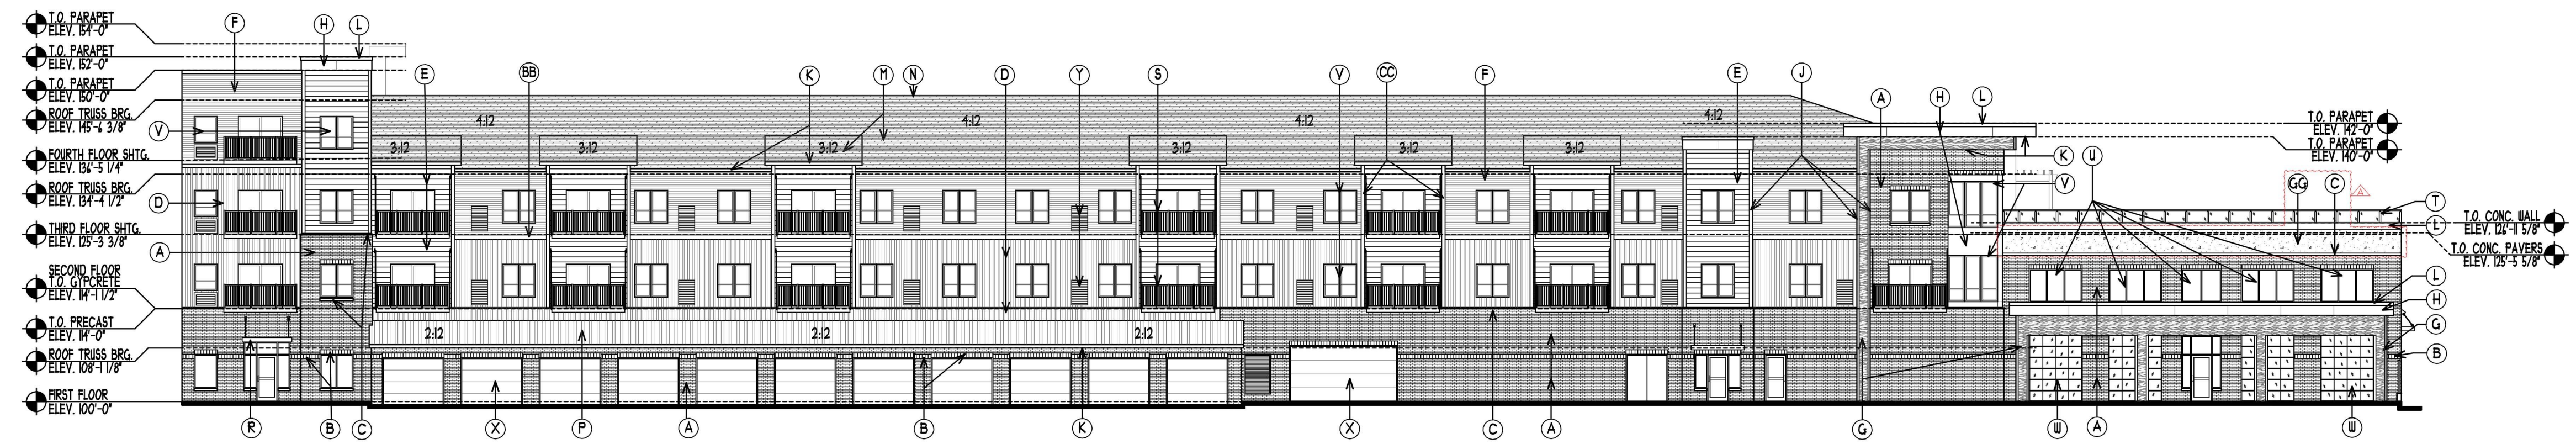 T.O. PARAPET
ELEV. 154'-0"
T.O. PARAPET
ELEV. 152'-0"
T.O. PARAPET
ELEV. 150'-0"
ROOF TRUSS BRG.
ELEV. 145'-6 3/8"
FOURTH FLOOR SHTG.
ELEV. 136'-5 1/4"
ROOF TRUSS BRG.
ELEV. 134'-4 1/2"
THIRD FLOOR SHTG.
ELEV. 125'-3 3/8"
SECOND FLOOR
T.O. GYPCRETE
ELEV. 114'-1 1/2"
T.O. PRECAST
ELEV. 114'-0"
ROOF TRUSS BRG.
ELEV. 108'-1 1/8"
FIRST FLOOR
ELEV. 100'-0"
F H L
E BB K M N D Y S V CC F E J A H L
V D A
4:12 4:12 4:12 4:12
3:12 3:12 3:12 3:12 3:12 3:12
2:12 2:12 2:12
K U V GG C
T.O. PARAPET
ELEV. 142'-0"
T.O. PARAPET
ELEV. 140'-0"
T L
T.O. CONC. WALL
ELEV. 126'-11 5/8"
T.O. CONC. PAVERS
ELEV. 125'-5 5/8"
L H G B
R B C X P A B K X C A G W A W